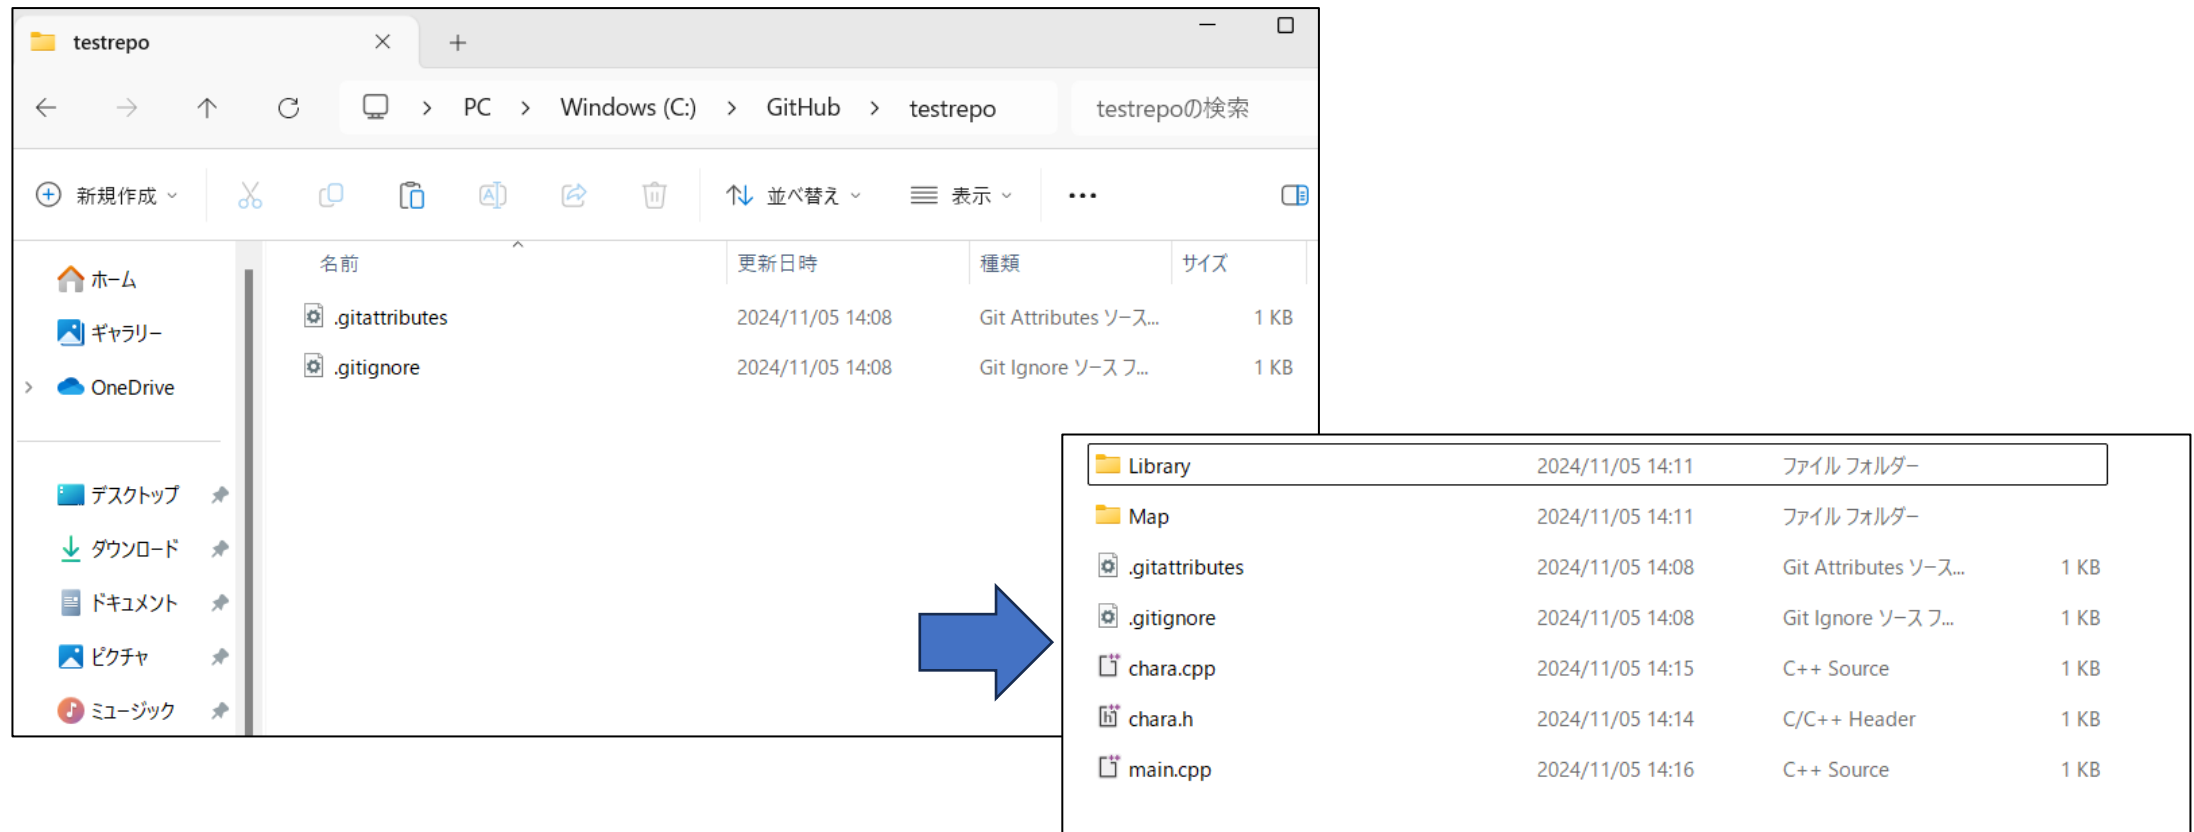 testrepo
PC > Windows (C:) > GitHub > testrepo
testrepoの検索
新規作成
並べ替え
表示
ホーム
ギャラリー
OneDrive
デスクトップ
ダウンロード
ドキュメント
ピクチャ
ミュージック
名前 更新日時 種類 サイズ
.gitattributes 2024/11/05 14:08 Git Attributes ソース... 1 KB
.gitignore 2024/11/05 14:08 Git Ignore ソース フ... 1 KB
Library 2024/11/05 14:11 ファイル フォルダー
Map 2024/11/05 14:11 ファイル フォルダー
.gitattributes 2024/11/05 14:08 Git Attributes ソース... 1 KB
.gitignore 2024/11/05 14:08 Git Ignore ソース フ... 1 KB
chara.cpp 2024/11/05 14:15 C++ Source 1 KB
chara.h 2024/11/05 14:14 C/C++ Header 1 KB
main.cpp 2024/11/05 14:16 C++ Source 1 KB